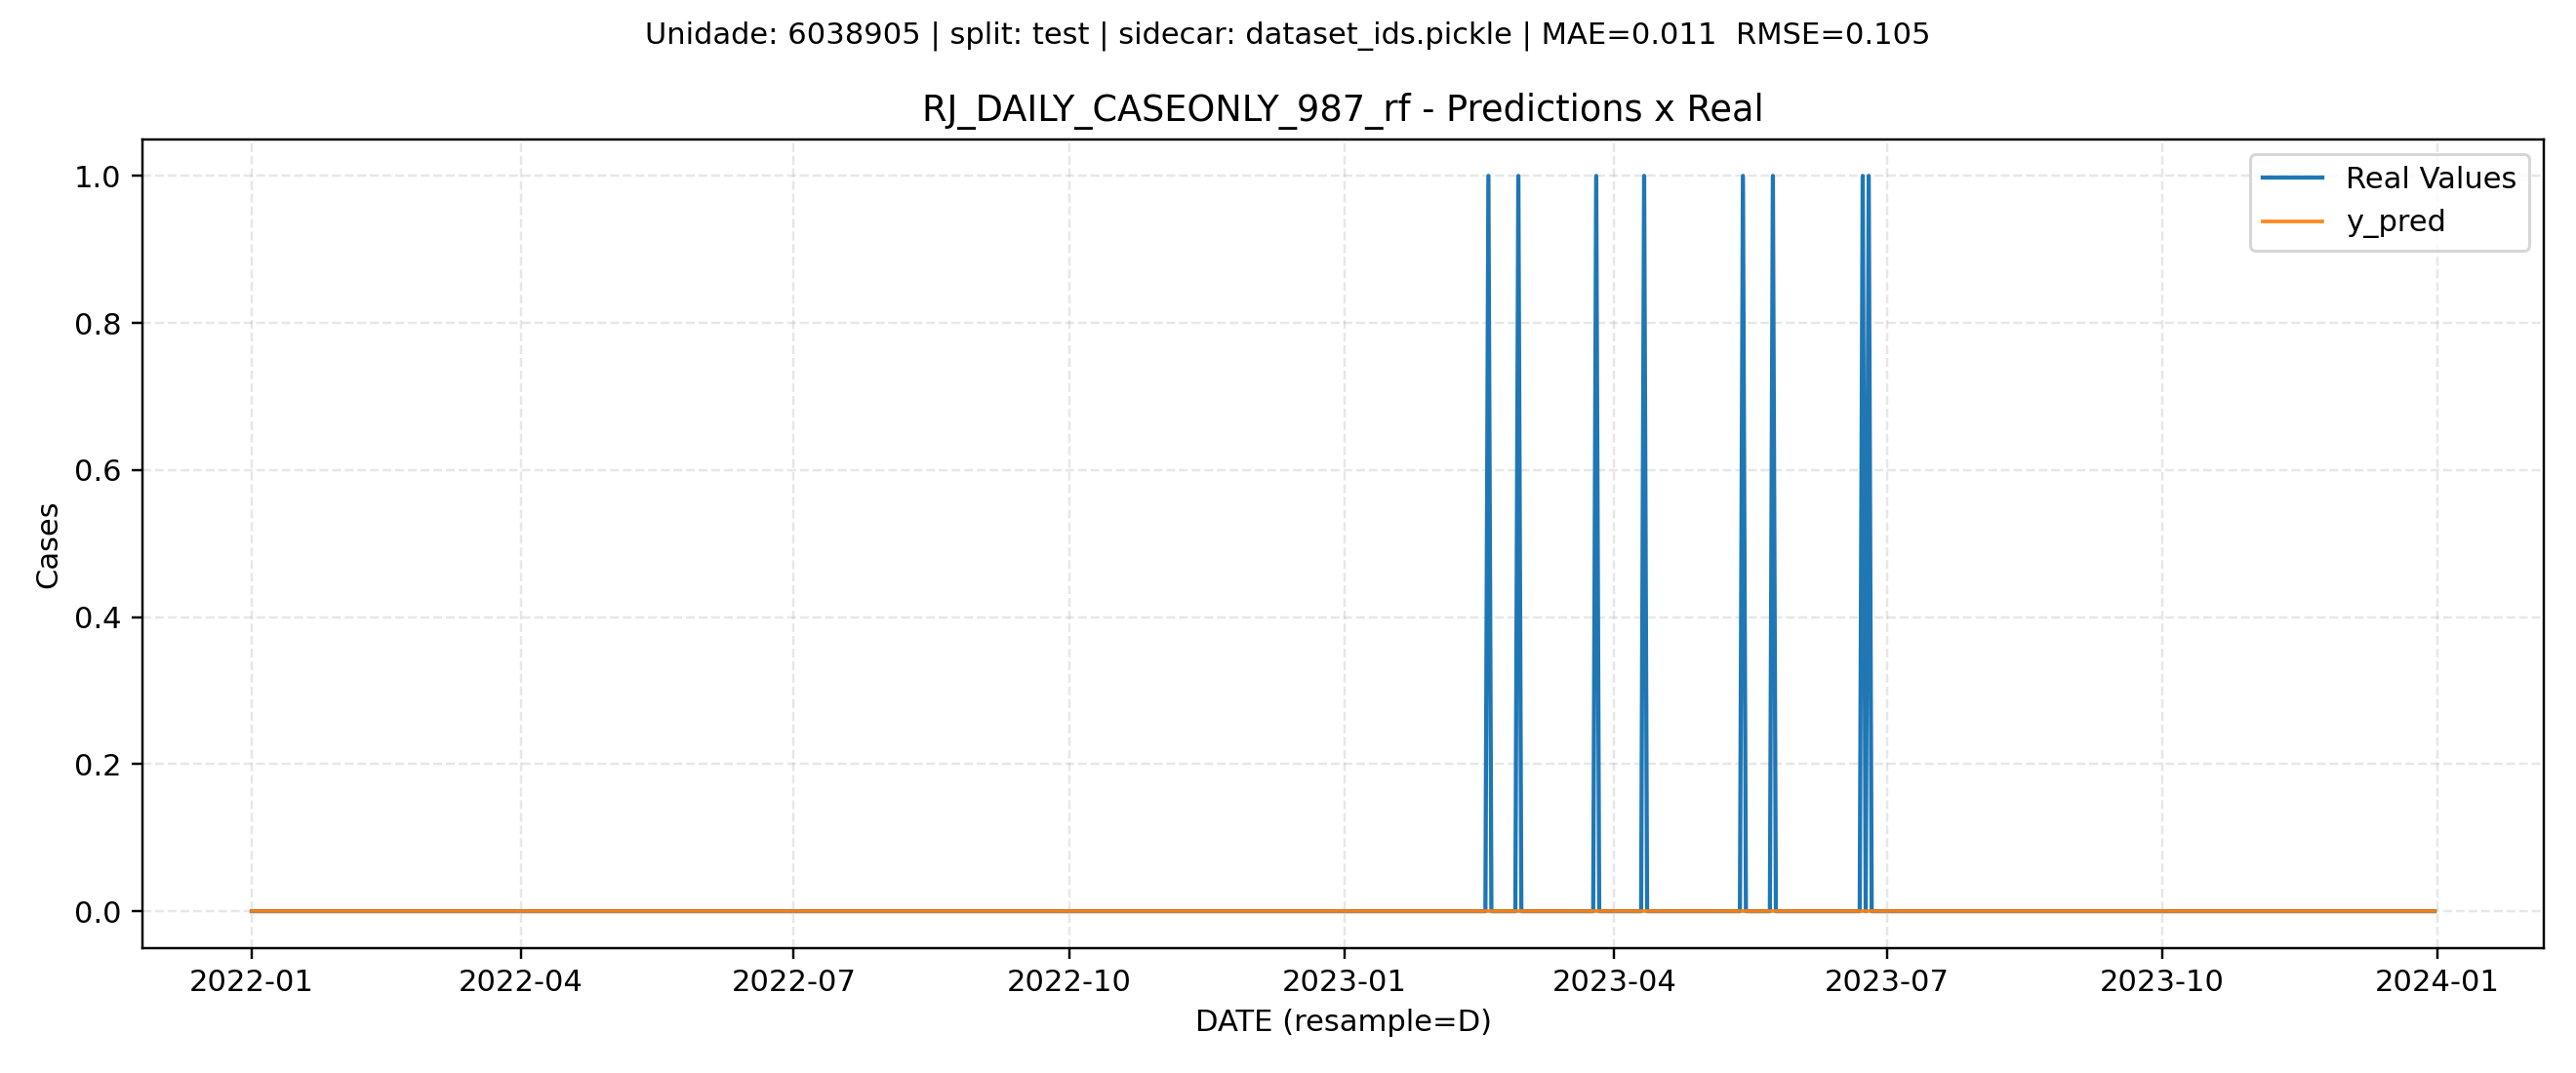 Unidade: 6038905 | split: test | sidecar: dataset_ids.pickle | MAE=0.011  RMSE=0.105
RJ_DAILY_CASEONLY_987_rf - Predictions x Real
Real Values
y_pred
1.0
0.8
0.6
0.4
0.2
0.0
Cases
2022-01
2022-04
2022-07
2022-10
2023-01
2023-04
2023-07
2023-10
2024-01
DATE (resample=D)